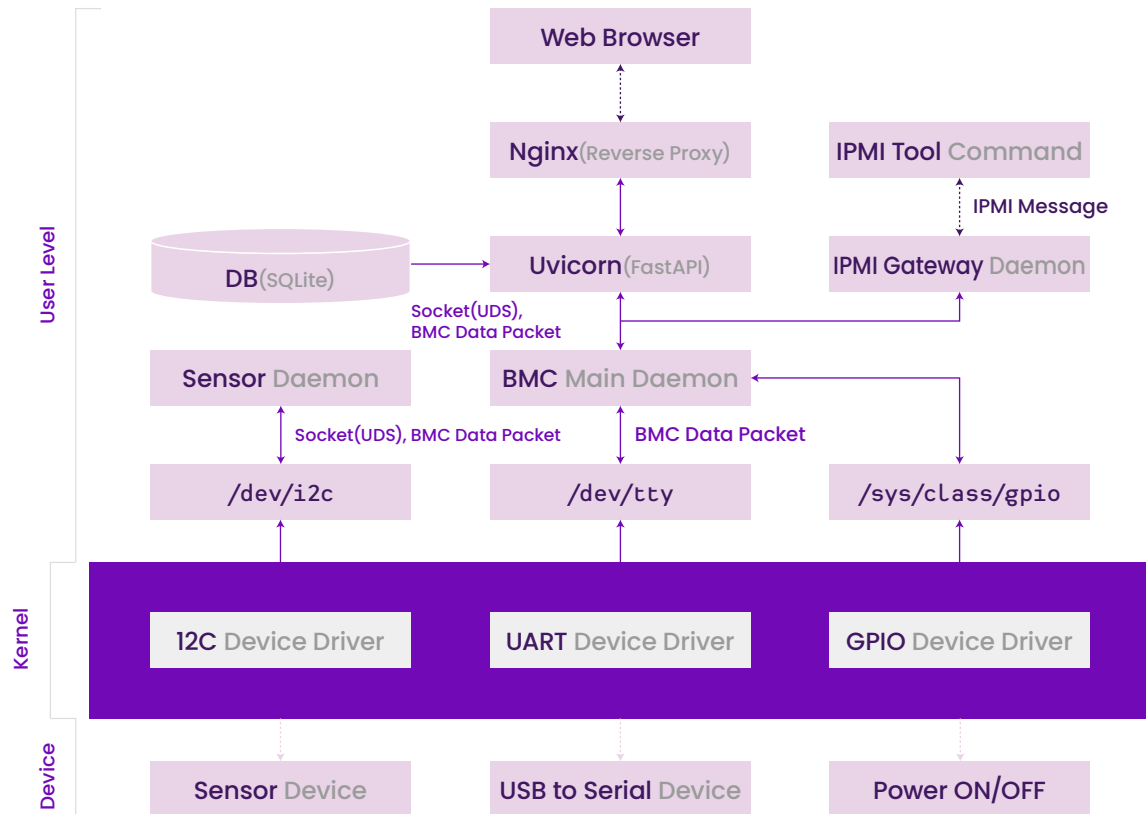 Web Browser
Nginx(Reverse Proxy)
IPMI Tool Command
IPMI Message
User Level
DB(SQLite)
Uvicorn(FastAPI)
IPMI Gateway Daemon
Socket(UDS),
BMC Data Packet
Sensor Daemon
BMC Main Daemon
Socket(UDS), BMC Data Packet
BMC Data Packet
/dev/i2c
/dev/tty
/sys/class/gpio
Kernel
12C Device Driver
UART Device Driver
GPIO Device Driver
Device
Sensor Device
USB to Serial Device
Power ON/OFF